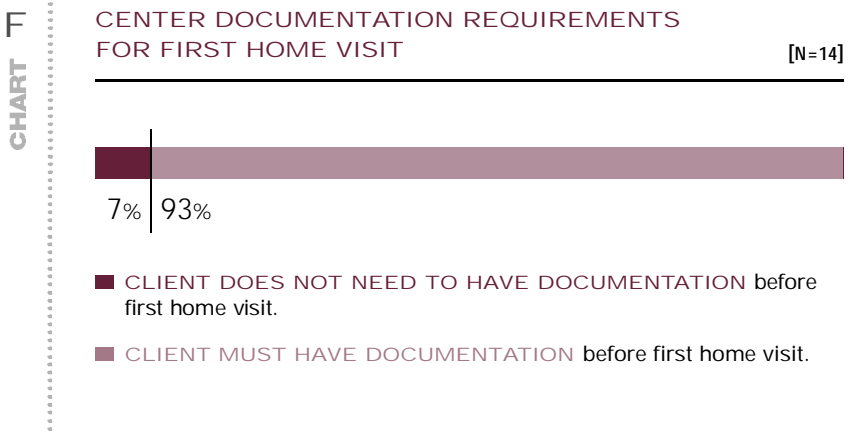 F
CHART
CENTER DOCUMENTATION REQUIREMENTS
FOR FIRST HOME VISIT
[N=14]
7%
93%
CLIENT DOES NOT NEED TO HAVE DOCUMENTATION before
first home visit.
CLIENT MUST HAVE DOCUMENTATION before first home visit.